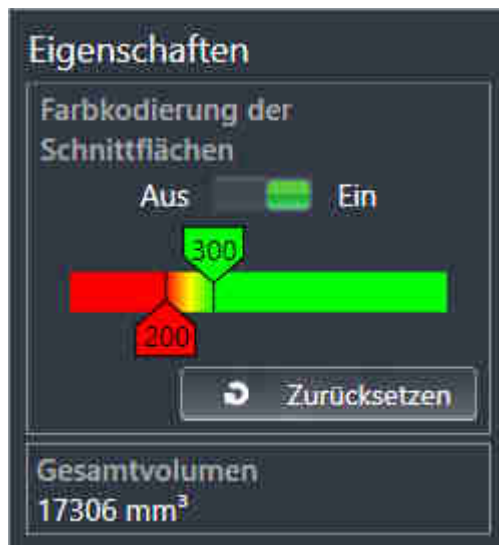 Eigenschaften
Farbkodierung der
Schnittflächen
Aus Ein
300
200
Zurücksetzen
Gesamtvolumen
17306 mm³